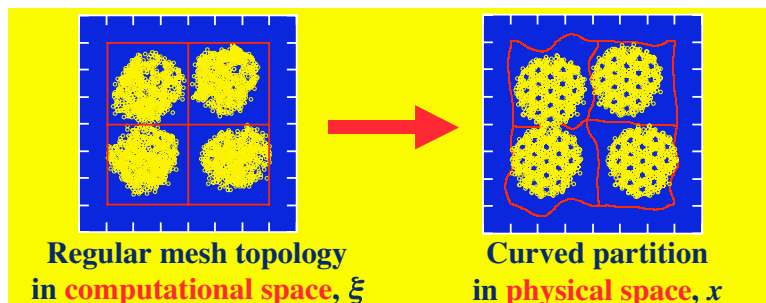 Regular mesh topology
in computational space, ξ
Curved partition
in physical space, x